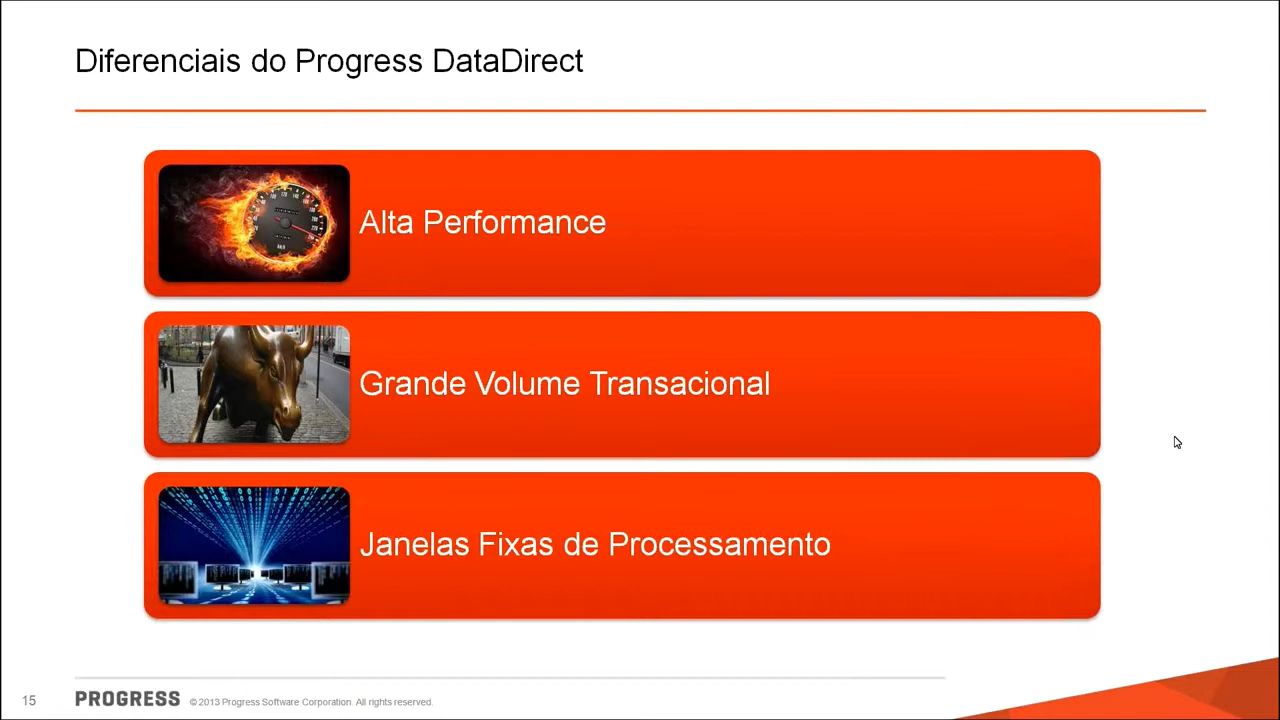 Diferenciais do Progress DataDirect
Alta Performance
Grande Volume Transacional
Janelas Fixas de Processamento
15
PROGRESS
© 2013 Progress Software Corporation. All rights reserved.